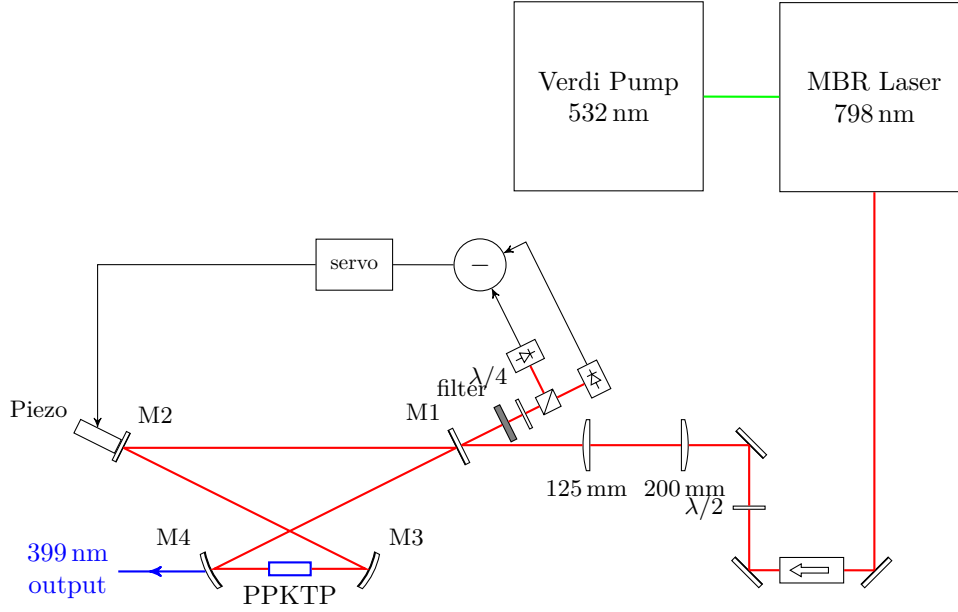 Verdi Pump
532 nm
MBR Laser
798 nm
servo
−
λ/4
filter
Piezo
M2
M1
125 mm
200 mm
λ/2
M4
M3
399 nm
output
PPKTP